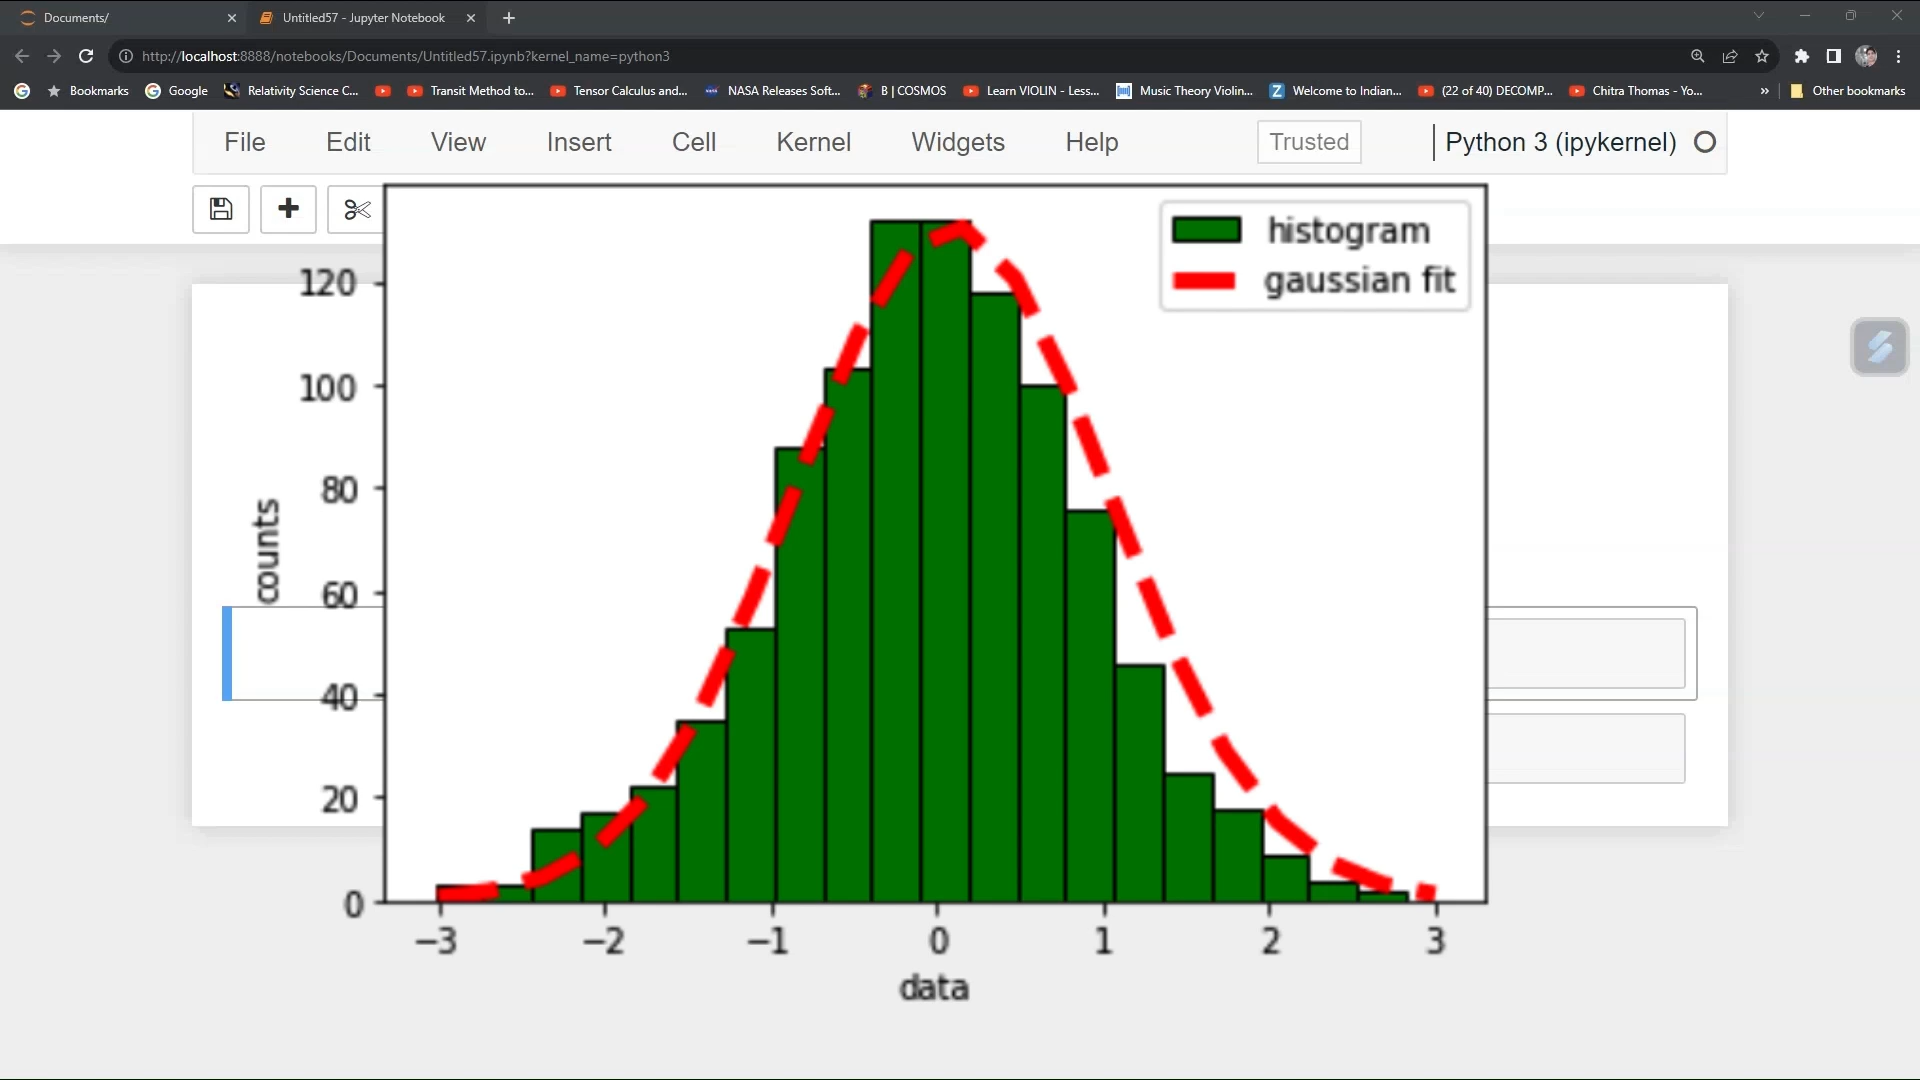 Documents/
Untitled57 - Jupyter Notebook
http://localhost:8888/notebooks/Documents/Untitled57.ipynb?kernel_name=python3
Bookmarks Google Relativity Science C... Transit Method to... Tensor Calculus and... NASA Releases Soft... B | COSMOS Learn VIOLIN - Less... Music Theory Violin... Welcome to Indian... (22 of 40) DECOMP... Chitra Thomas - Yo... » Other bookmarks
File Edit View Insert Cell Kernel Widgets Help Trusted Python 3 (ipykernel)
histogram
gaussian fit
120
100
80
60
40
20
0
counts
−3 −2 −1 0 1 2 3
data